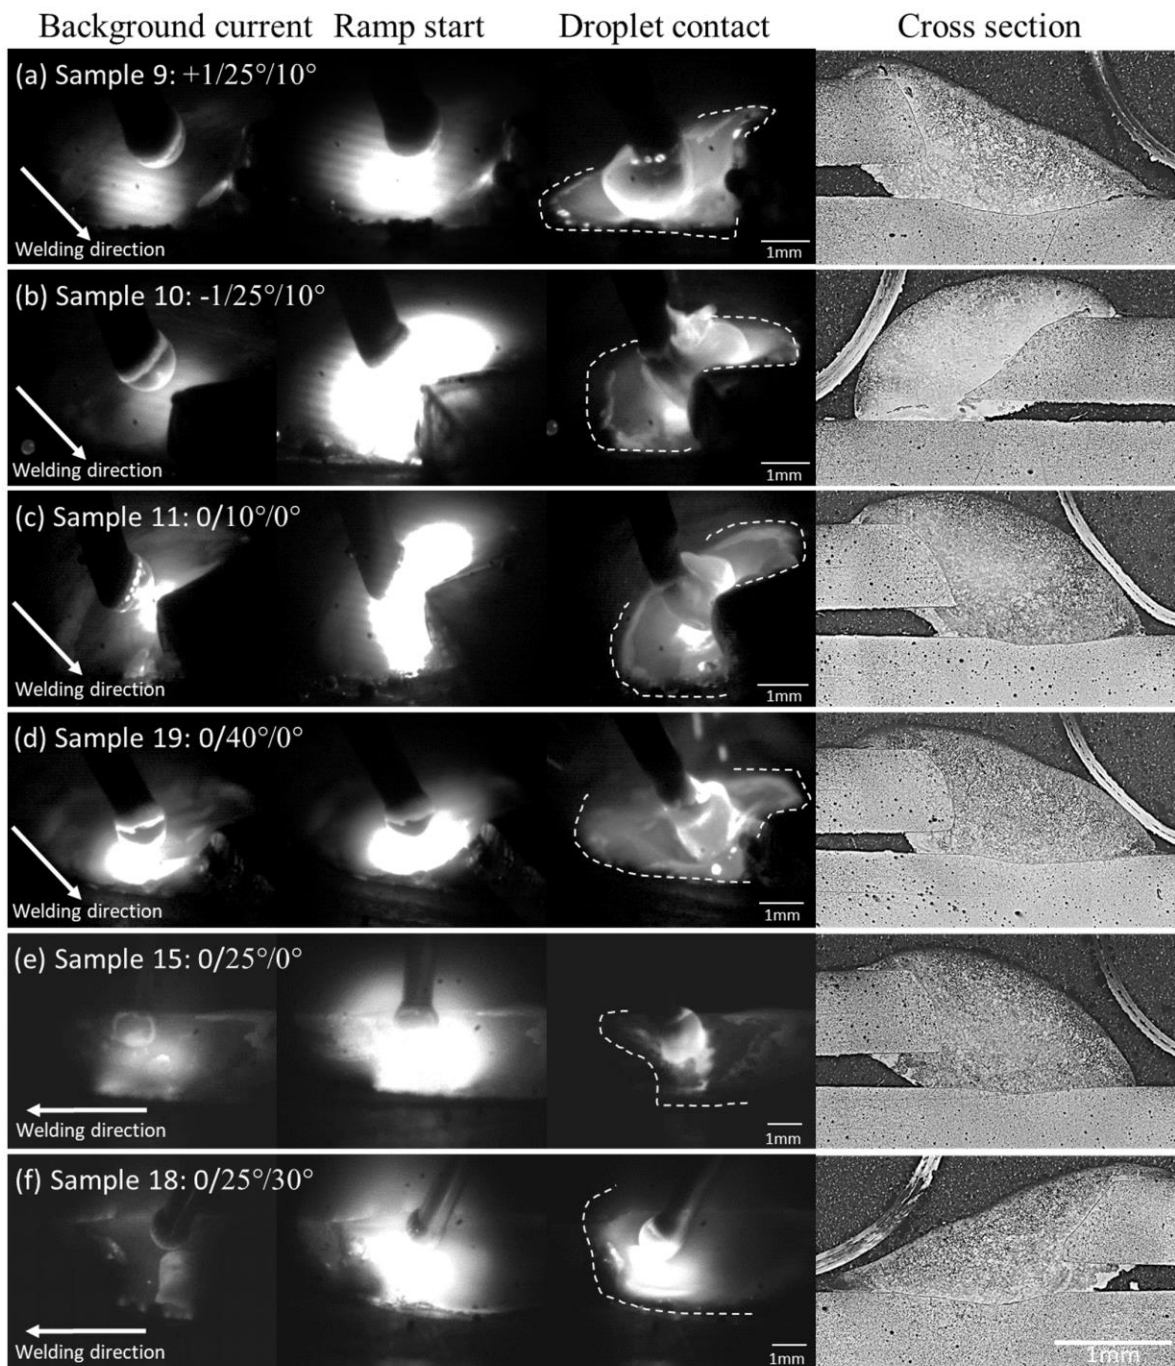 Background current Ramp start Droplet contact Cross section
(a) Sample 9: +1/25°/10°
Welding direction
1mm
(b) Sample 10: -1/25°/10°
Welding direction
1mm
(c) Sample 11: 0/10°/0°
Welding direction
1mm
(d) Sample 19: 0/40°/0°
Welding direction
1mm
(e) Sample 15: 0/25°/0°
Welding direction
1mm
(f) Sample 18: 0/25°/30°
Welding direction
1mm
1mm